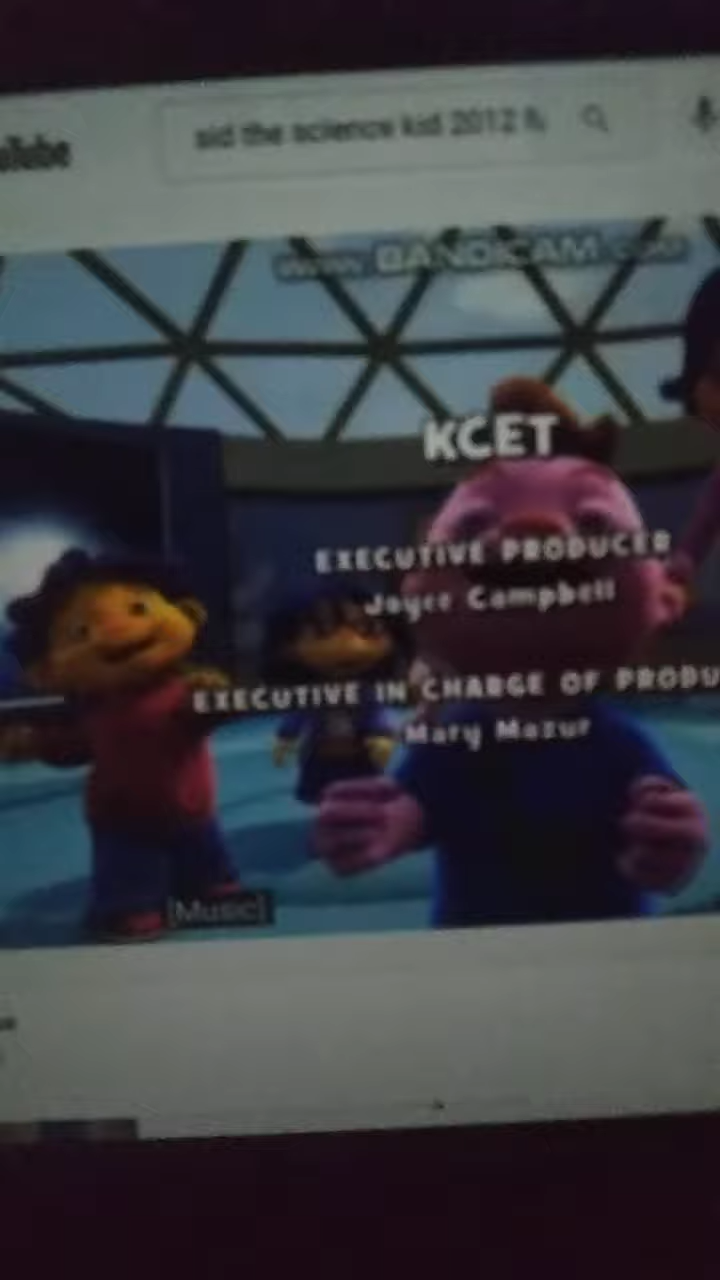 sid the science kid 2012 fu
www.BANDICAM.com
KCET
EXECUTIVE PRODUCER
Joyce Campbell
EXECUTIVE IN CHARGE OF PRODU
Mary Mazur
[Music]